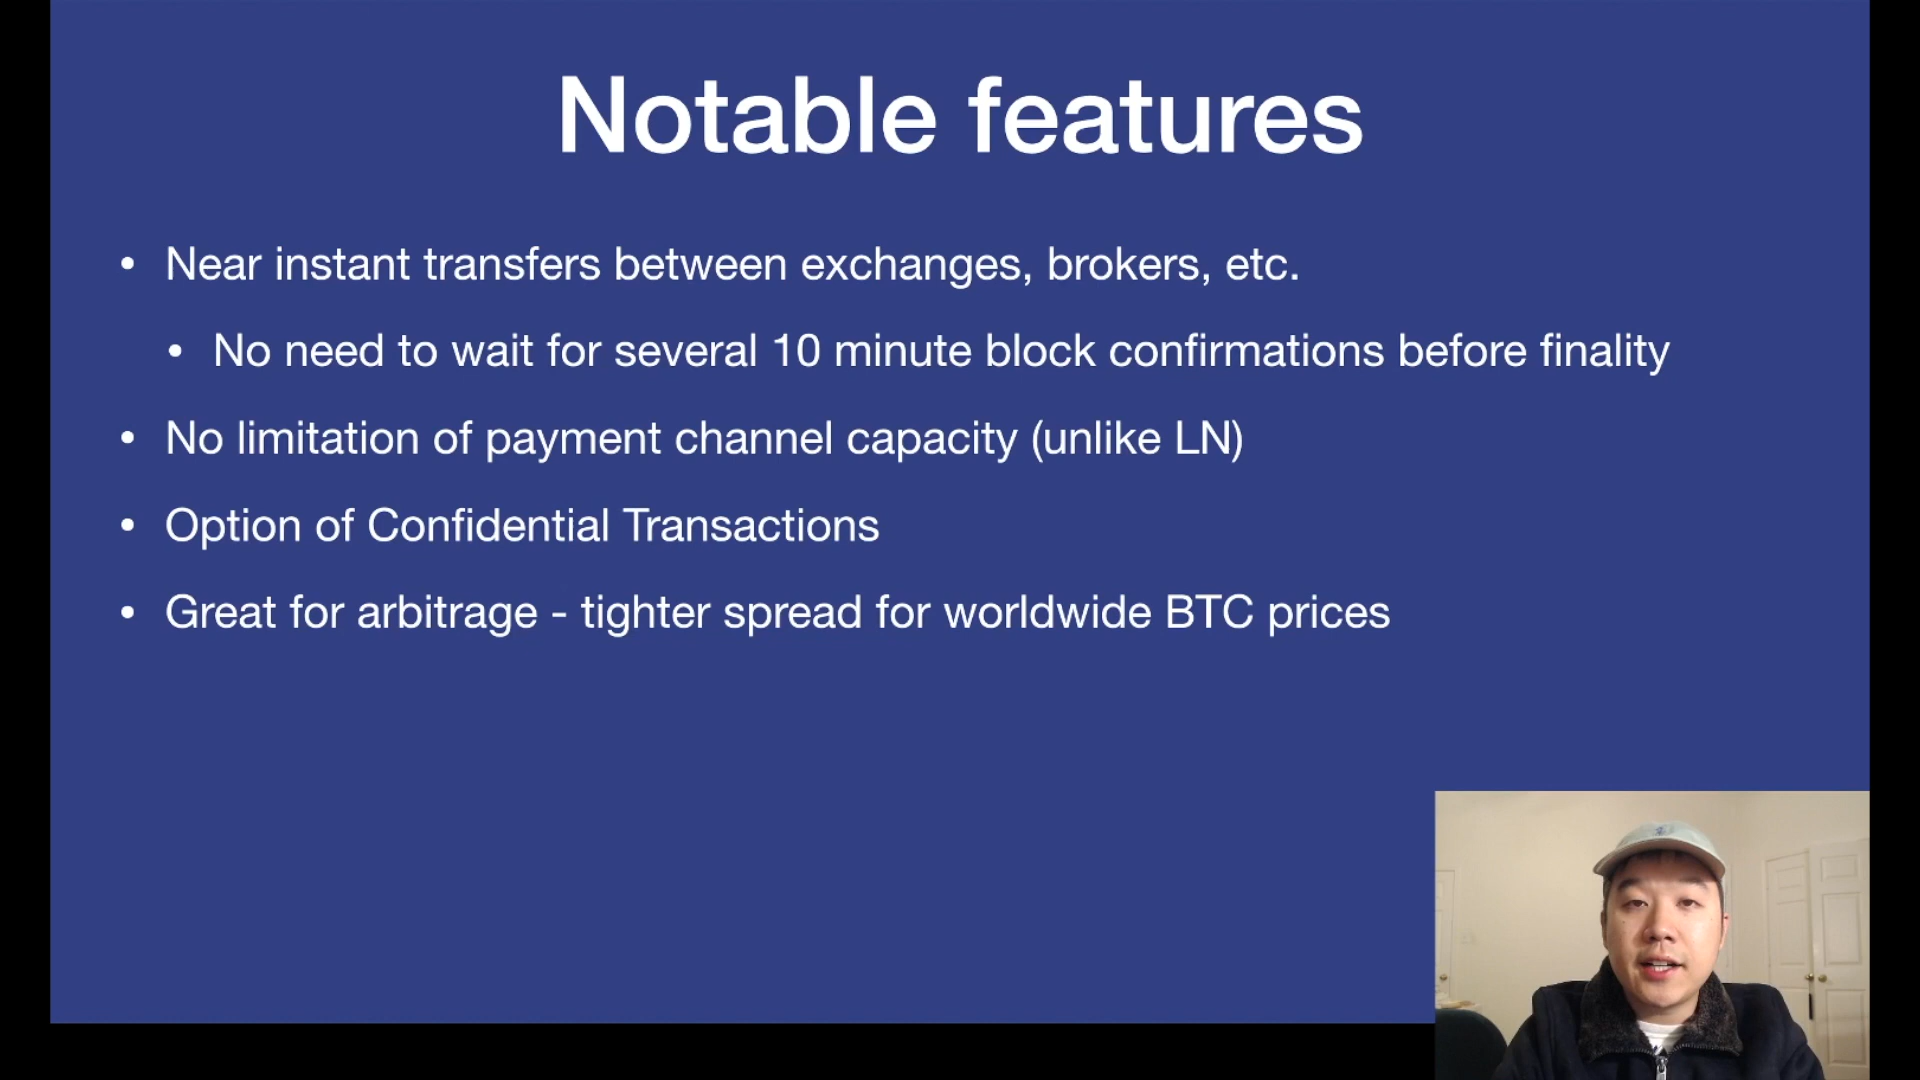 Notable features
• Near instant transfers between exchanges, brokers, etc.
• No need to wait for several 10 minute block confirmations before finality
• No limitation of payment channel capacity (unlike LN)
• Option of Confidential Transactions
• Great for arbitrage - tighter spread for worldwide BTC prices